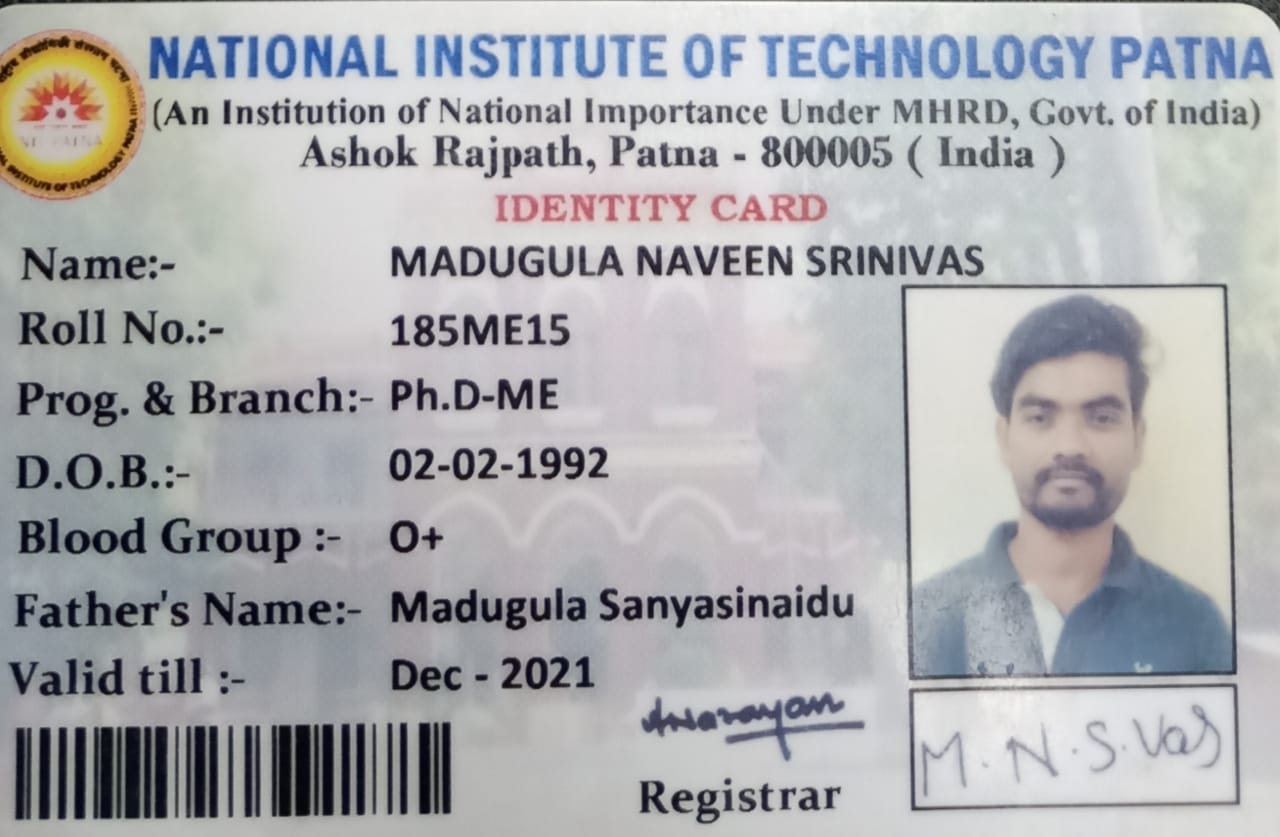 NATIONAL INSTITUTE OF TECHNOLOGY PATNA
(An Institution of National Importance Under MHRD, Govt. of India)
Ashok Rajpath, Patna - 800005 ( India )
IDENTITY CARD
Name:- MADUGULA NAVEEN SRINIVAS
Roll No.:- 185ME15
Prog. & Branch:- Ph.D-ME
D.O.B.:- 02-02-1992
Blood Group :- O+
Father's Name:- Madugula Sanyasinaidu
Valid till :- Dec - 2021
Registrar
M.N.S.Vas